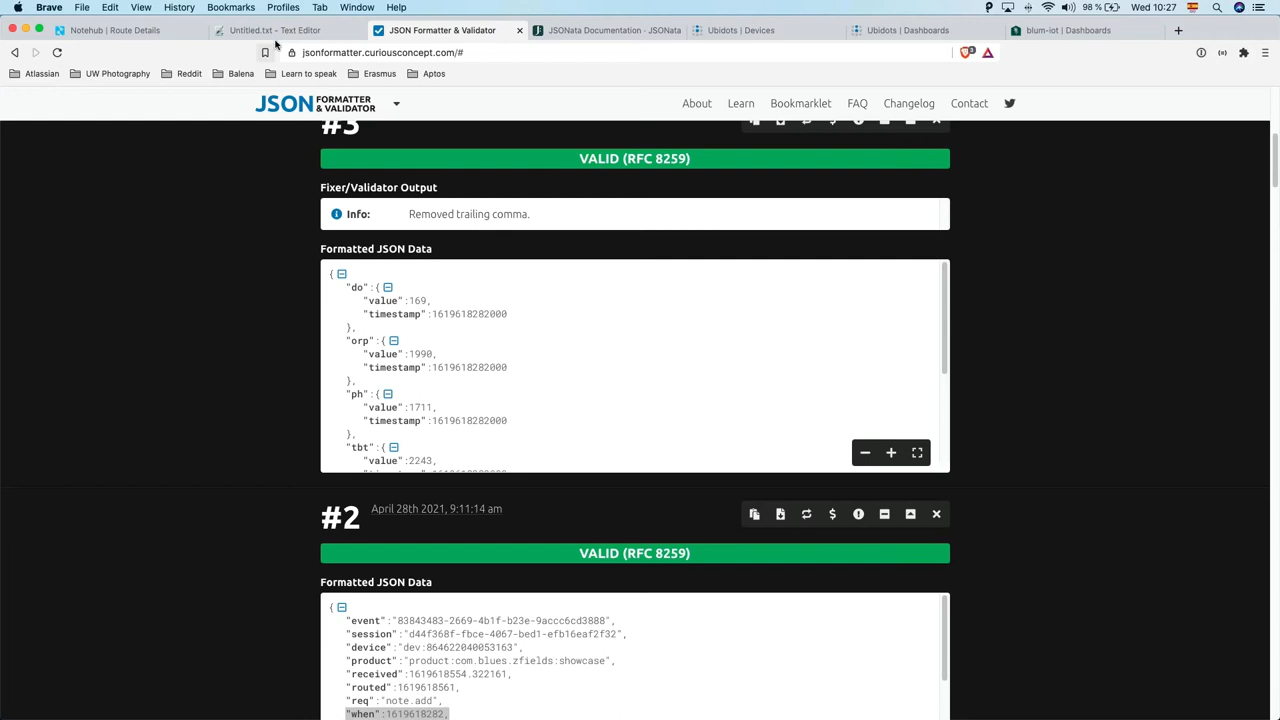 Brave File Edit View History Bookmarks Profiles Tab Window Help 98 % Wed 10:27
Notehub | Route Details Untitled.txt - Text Editor JSON Formatter & Validator JSONata Documentation · JSONata Ubidots | Devices Ubidots | Dashboards blum-iot | Dashboards
jsonformatter.curiousconcept.com/#
Atlassian UW Photography Reddit Balena Learn to speak Erasmus Aptos
JSON FORMATTER & VALIDATOR About Learn Bookmarklet FAQ Changelog Contact
#3
VALID (RFC 8259)
Fixer/Validator Output
Info: Removed trailing comma.
Formatted JSON Data
{
"do":{
"value":169,
"timestamp":1619618282000
},
"orp":{
"value":1990,
"timestamp":1619618282000
},
"ph":{
"value":1711,
"timestamp":1619618282000
},
"tbt":{
"value":2243,
#2 April 28th 2021, 9:11:14 am
VALID (RFC 8259)
Formatted JSON Data
{
"event":"83843483-2669-4b1f-b23e-9accc6cd3888",
"session":"d44f368f-fbce-4067-bed1-efb16eaf2f32",
"device":"dev:864622040053163",
"product":"product:com.blues.zfields:showcase",
"received":1619618554.322161,
"routed":1619618561,
"req":"note.add",
"when":1619618282,